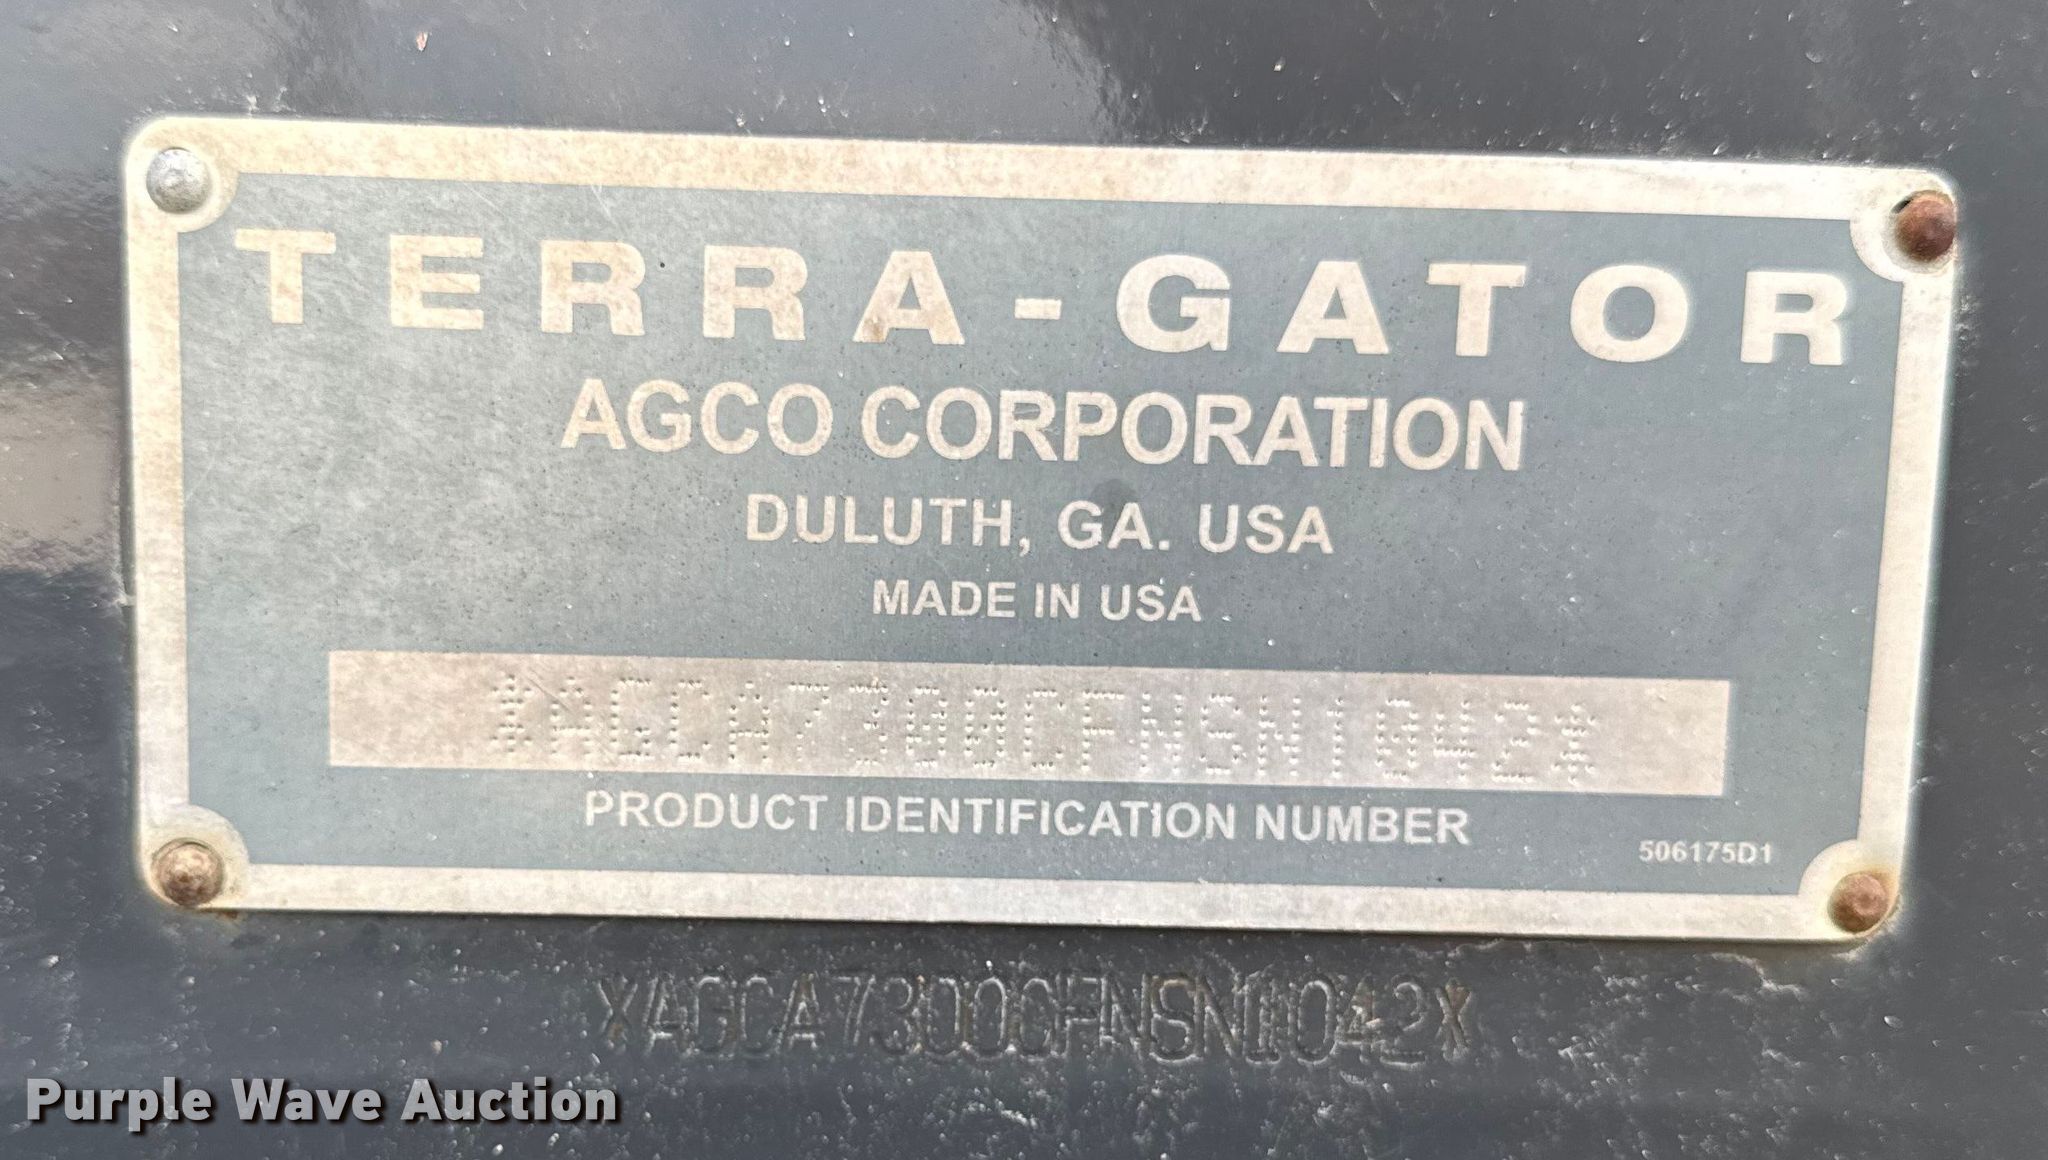 TERRA-GATOR
AGCO CORPORATION
DULUTH, GA. USA
MADE IN USA
*AGCA7300CFNSN1042*
PRODUCT IDENTIFICATION NUMBER
506175D1
*AGCA7300CFNSN1042*
Purple Wave Auction